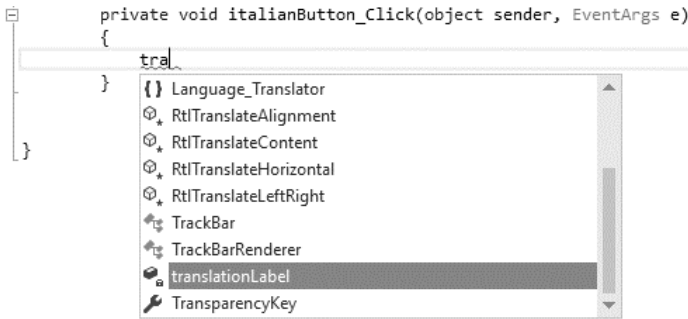 private void italianButton_Click(object sender, EventArgs e)
{
tra
}
{ } Language_Translator
RtlTranslateAlignment
RtlTranslateContent
RtlTranslateHorizontal
RtlTranslateLeftRight
TrackBar
TrackBarRenderer
translationLabel
TransparencyKey
}